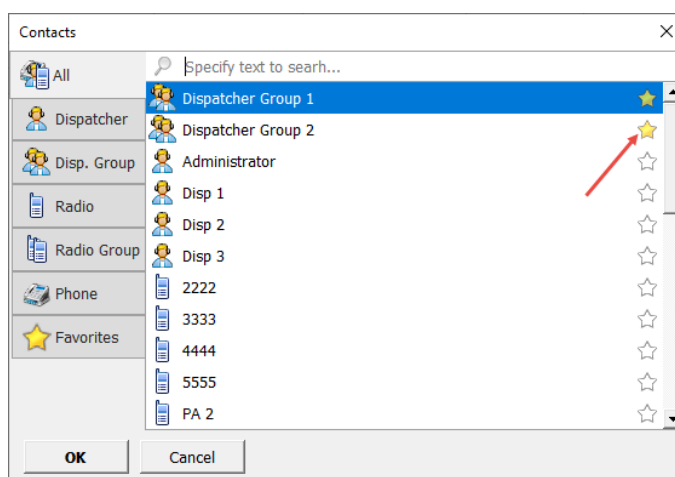 Contacts
All
Dispatcher
Disp. Group
Radio
Radio Group
Phone
Favorites
Specify text to searh...
Dispatcher Group 1
Dispatcher Group 2
Administrator
Disp 1
Disp 2
Disp 3
2222
3333
4444
5555
PA 2
OK
Cancel